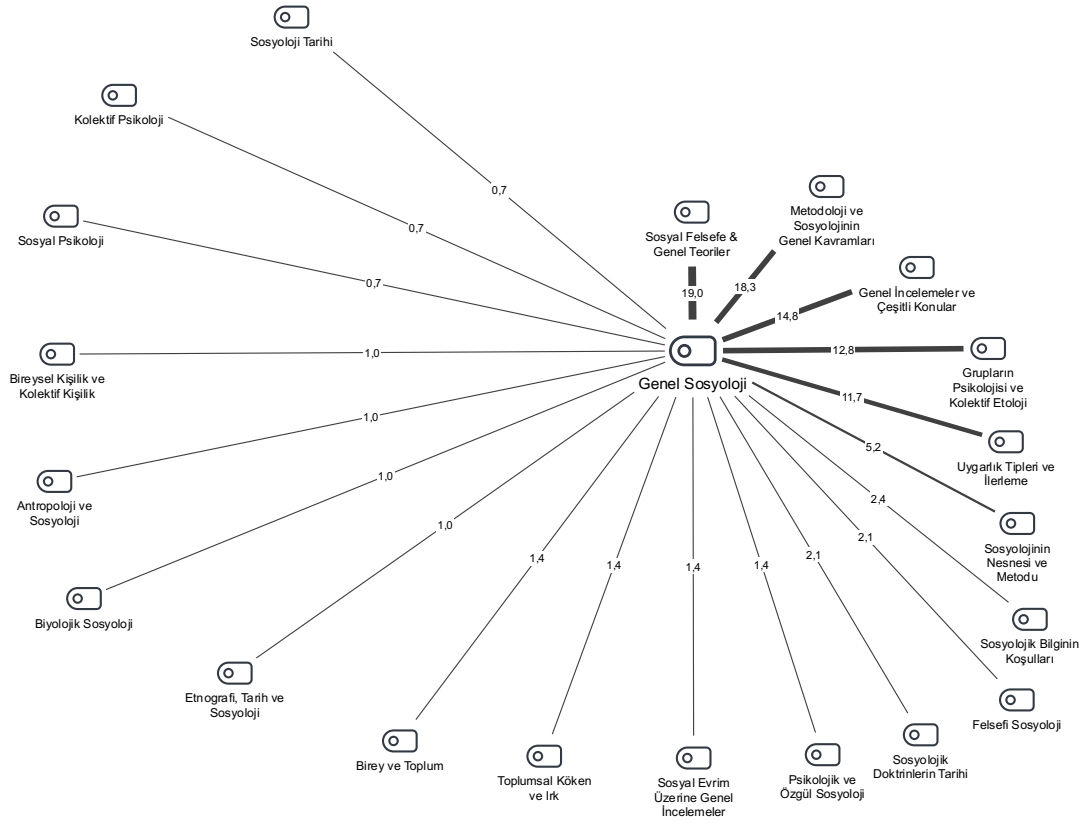 Sosyoloji Tarihi
Kolektif Psikoloji
0,7
Metodoloji ve
Sosyolojinin
Genel Kavramları
Sosyal Felsefe &
Genel Teoriler
0,7
Sosyal Psikoloji
0,7
19,0
18,3
Genel İncelemeler ve
Çeşitli Konular
14,8
1,0
12,8
Bireysel Kişilik ve
Kolektif Kişilik
Genel Sosyoloji
Grupların
Psikolojisi ve
Kolektif Etoloji
11,7
1,0
5,2
Uygarlık Tipleri ve
İlerleme
1,0
Antropoloji ve
Sosyoloji
2,4
1,0
2,1
Sosyolojinin
Nesnesi ve
Metodu
1,4
1,4
1,4
1,4
2,1
Biyolojik Sosyoloji
Sosyolojik Bilginin
Koşulları
Etnografi, Tarih ve
Sosyoloji
Felsefi Sosyoloji
Birey ve Toplum
Toplumsal Köken
ve Irk
Sosyal Evrim
Üzerine Genel
İncelemeler
Psikolojik ve
Özgül Sosyoloji
Sosyolojik
Doktrinlerin Tarihi